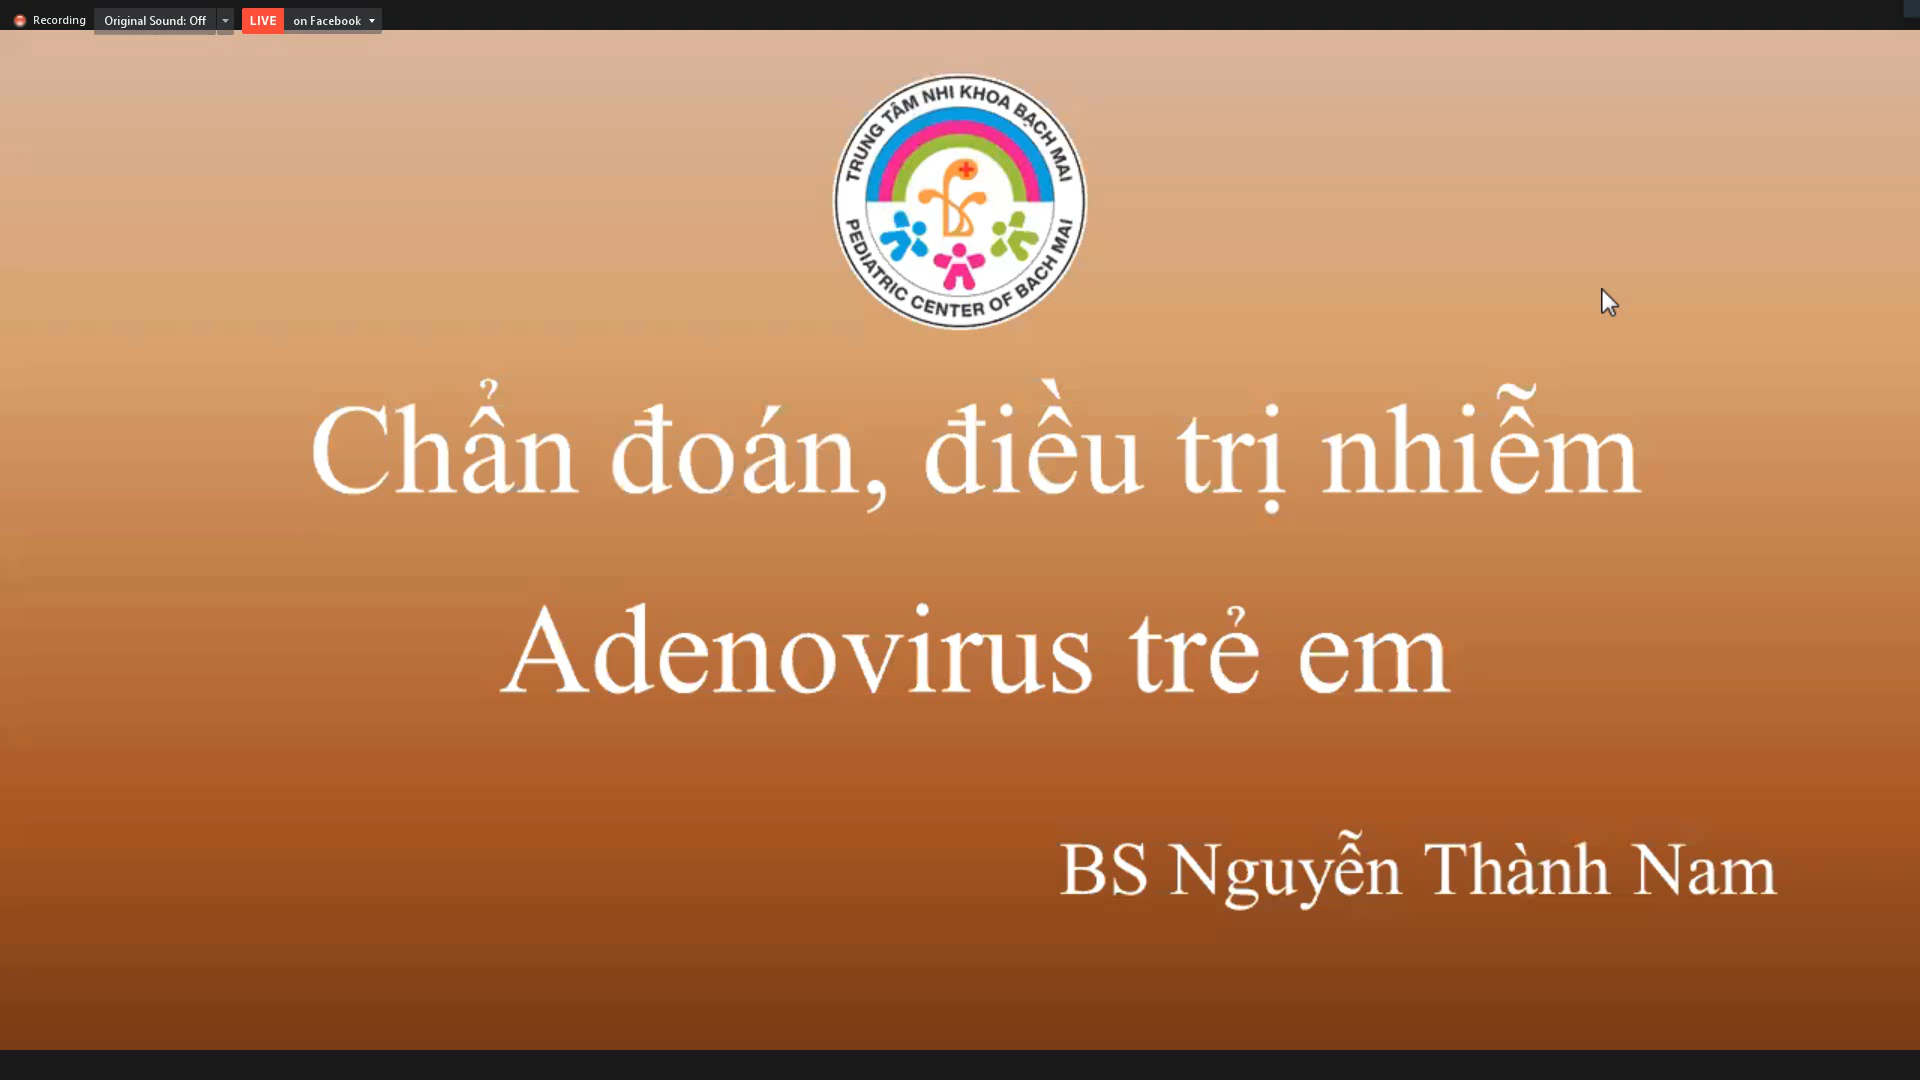 Recording
Original Sound: Off
LIVE
on Facebook
TRUNG TÂM NHI KHOA BẠCH MAI
PEDIATRIC CENTER OF BACH MAI
Chẩn đoán, điều trị nhiễm
Adenovirus trẻ em
BS Nguyễn Thành Nam